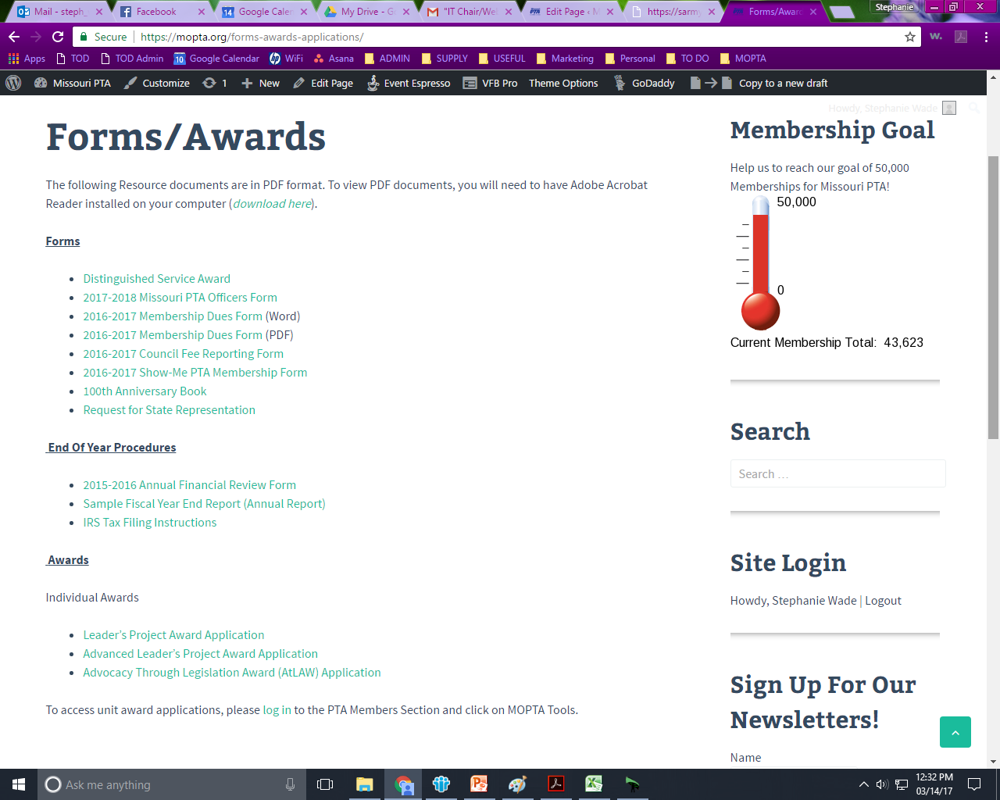 Mail - steph_
Facebook
Google Calen
My Drive - G
"IT Chair/We
Edit Page ‹ M
https://sarm
Forms/Awar
Stephanie
Secure
https://mopta.org/forms-awards-applications/
Apps
TOD
TOD Admin
10
Google Calendar
WiFi
Asana
ADMIN
SUPPLY
USEFUL
Marketing
Personal
TO DO
MOPTA
Missouri PTA
Customize
1
New
Edit Page
Event Espresso
VFB Pro
Theme Options
GoDaddy
Copy to a new draft
Howdy, Stephanie Wade
Forms/Awards
The following Resource documents are in PDF format. To view PDF documents, you will need to have Adobe Acrobat
Reader installed on your computer (download here).
Forms
Distinguished Service Award
2017-2018 Missouri PTA Officers Form
2016-2017 Membership Dues Form (Word)
2016-2017 Membership Dues Form (PDF)
2016-2017 Council Fee Reporting Form
2016-2017 Show-Me PTA Membership Form
100th Anniversary Book
Request for State Representation
End Of Year Procedures
2015-2016 Annual Financial Review Form
Sample Fiscal Year End Report (Annual Report)
IRS Tax Filing Instructions
Awards
Individual Awards
Leader's Project Award Application
Advanced Leader's Project Award Application
Advocacy Through Legislation Award (AtLAW) Application
To access unit award applications, please log in to the PTA Members Section and click on MOPTA Tools.
Membership Goal
Help us to reach our goal of 50,000
Memberships for Missouri PTA!
50,000
0
Current Membership Total: 43,623
Search
Search …
Site Login
Howdy, Stephanie Wade | Logout
Sign Up For Our
Newsletters!
Name
Ask me anything
12:32 PM
03/14/17